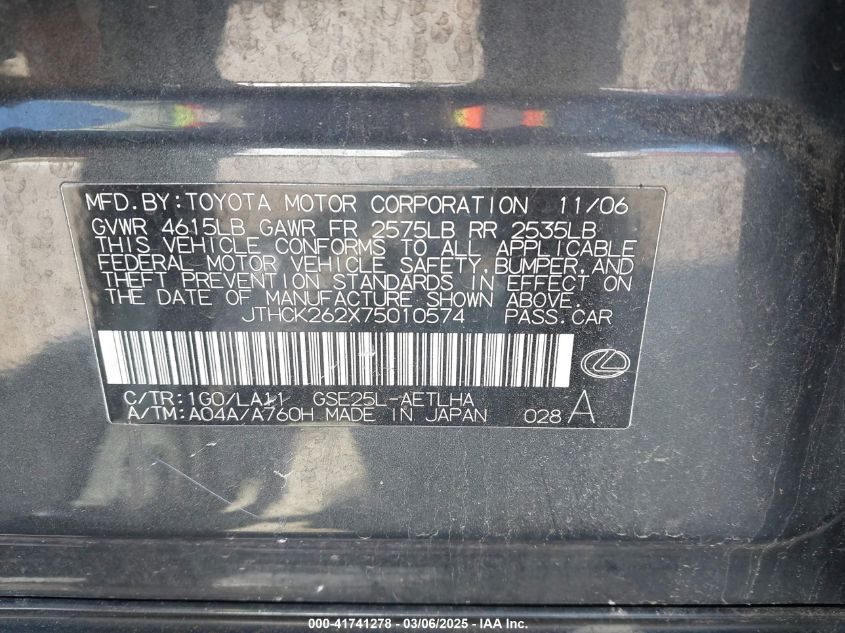 MFD.BY:TOYOTA MOTOR CORPORATION 11/06
GVWR 4615LB GAWR FR 2575LB RR 2535LB
THIS VEHICLE CONFORMS TO ALL APPLICABLE
FEDERAL MOTOR VEHICLE SAFETY,BUMPER,AND
THEFT PREVENTION STANDARDS IN EFFECT ON
THE DATE OF MANUFACTURE SHOWN ABOVE.
JTHCK262X75010574 PASS.CAR
C/TR:1G0/LA11 GSE25L-AETLHA
A/TM:A04A/A760H MADE IN JAPAN 028 A
000-41741278 - 03/06/2025 - IAA Inc.